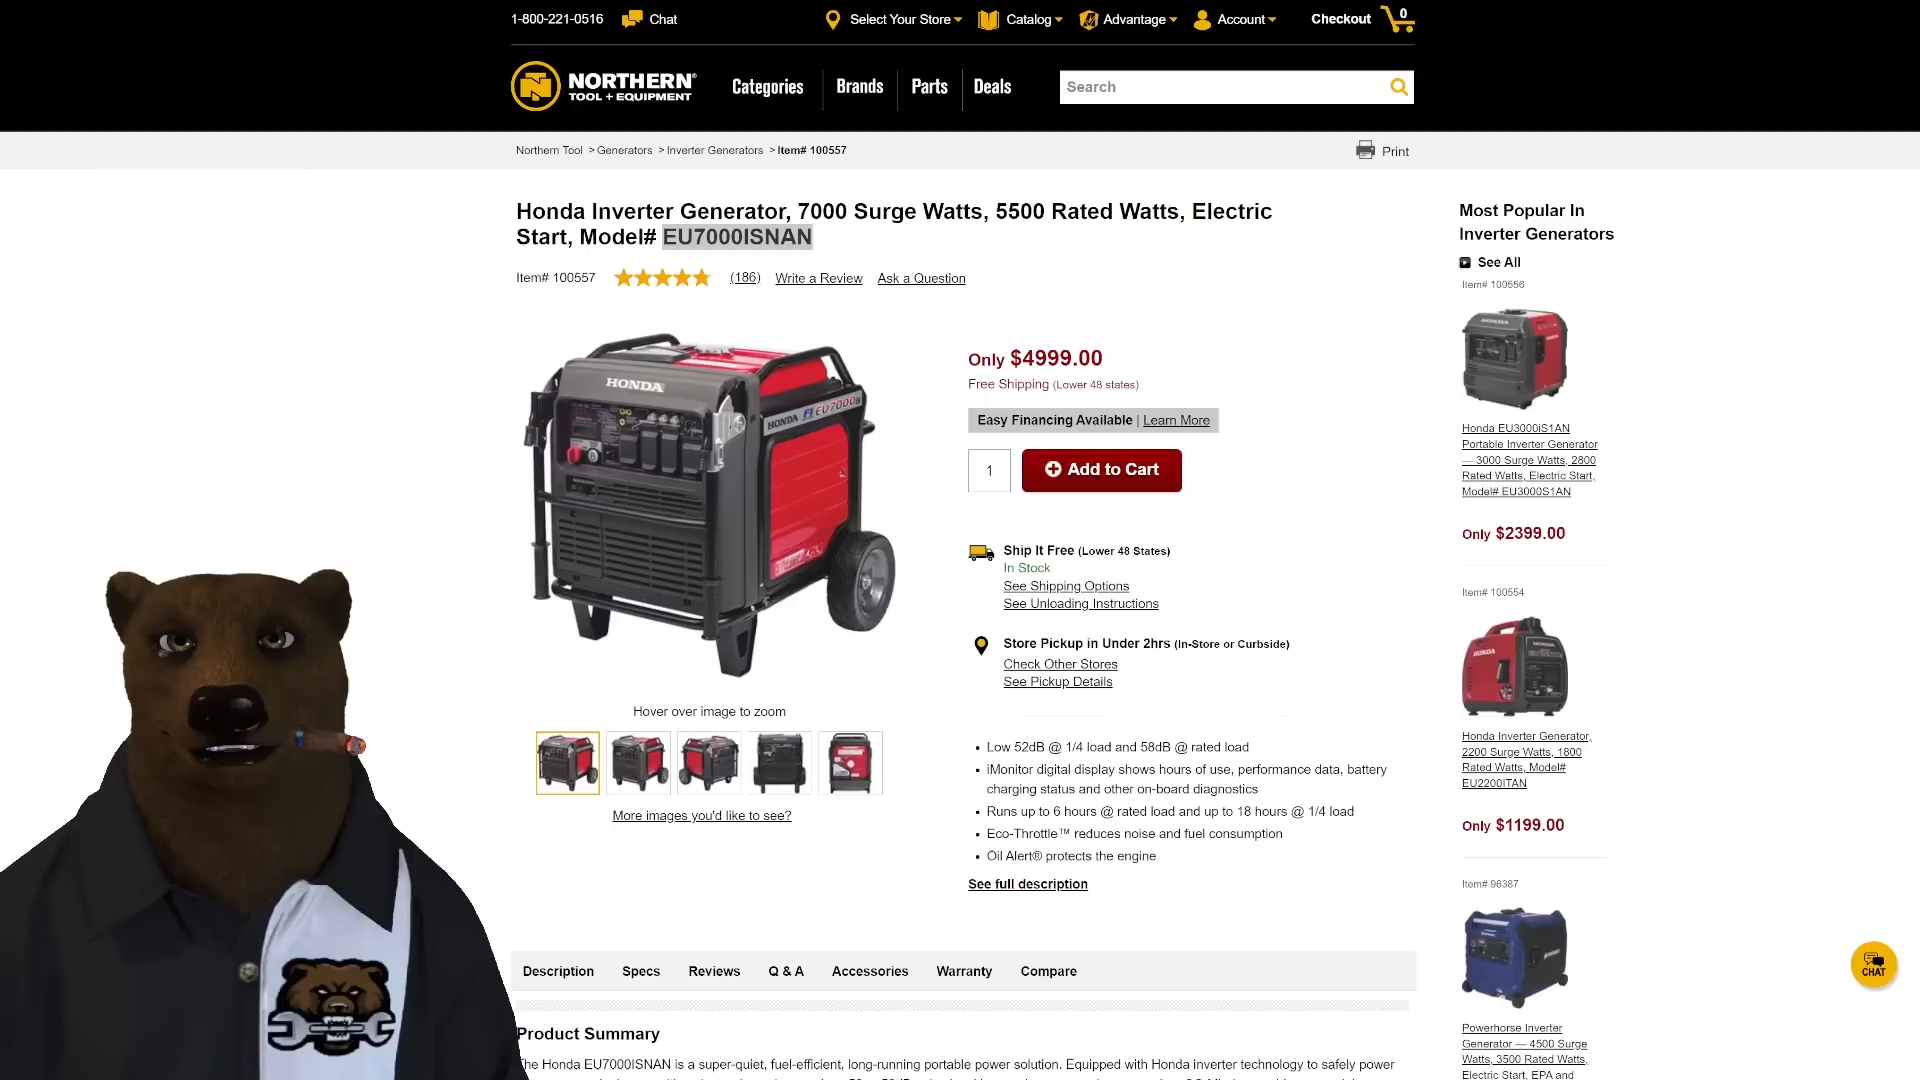 1-800-221-0516 Chat Select Your Store Catalog Advantage Account Checkout 0
NORTHERN®
TOOL + EQUIPMENT
Categories Brands Parts Deals Search
Northern Tool > Generators > Inverter Generators > Item# 100557 Print
Honda Inverter Generator, 7000 Surge Watts, 5500 Rated Watts, Electric
Start, Model# EU7000ISNAN
Item# 100557 (186) Write a Review Ask a Question
HONDA
HONDA EU7000is
Hover over image to zoom
More images you'd like to see?
Only $4999.00
Free Shipping (Lower 48 states)
Easy Financing Available | Learn More
1 Add to Cart
Ship It Free (Lower 48 States)
In Stock
See Shipping Options
See Unloading Instructions
Store Pickup in Under 2hrs (In-Store or Curbside)
Check Other Stores
See Pickup Details
• Low 52dB @ 1/4 load and 58dB @ rated load
• iMonitor digital display shows hours of use, performance data, battery
charging status and other on-board diagnostics
• Runs up to 6 hours @ rated load and up to 18 hours @ 1/4 load
• Eco-Throttle™ reduces noise and fuel consumption
• Oil Alert® protects the engine
See full description
Most Popular In
Inverter Generators
See All
Item# 100556
HONDA
Honda EU3000iS1AN
Portable Inverter Generator
— 3000 Surge Watts, 2800
Rated Watts, Electric Start,
Model# EU3000S1AN
Only $2399.00
Item# 100554
HONDA
Honda Inverter Generator,
2200 Surge Watts, 1800
Rated Watts, Model#
EU2200ITAN
Only $1199.00
Item# 96387
Powerhorse Inverter
Generator — 4500 Surge
Watts, 3500 Rated Watts,
Electric Start, EPA and
CHAT
Description Specs Reviews Q & A Accessories Warranty Compare
Product Summary
The Honda EU7000ISNAN is a super-quiet, fuel-efficient, long-running portable power solution. Equipped with Honda inverter technology to safely power